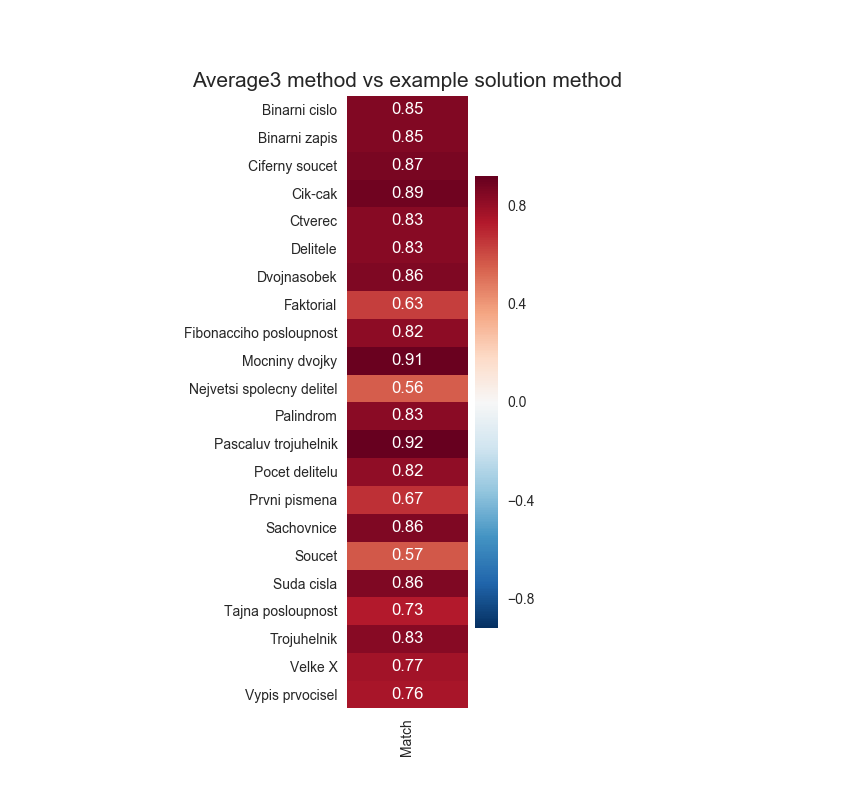 Average3 method vs example solution method
Binarni cislo 0.85
Binarni zapis 0.85
Ciferny soucet 0.87
Cik-cak 0.89
Ctverec 0.83
Delitele 0.83
Dvojnasobek 0.86
Faktorial 0.63
Fibonacciho posloupnost 0.82
Mocniny dvojky 0.91
Nejvetsi spolecny delitel 0.56
Palindrom 0.83
Pascaluv trojuhelnik 0.92
Pocet delitelu 0.82
Prvni pismena 0.67
Sachovnice 0.86
Soucet 0.57
Suda cisla 0.86
Tajna posloupnost 0.73
Trojuhelnik 0.83
Velke X 0.77
Vypis prvocisel 0.76
Match
0.8
0.4
0.0
−0.4
−0.8